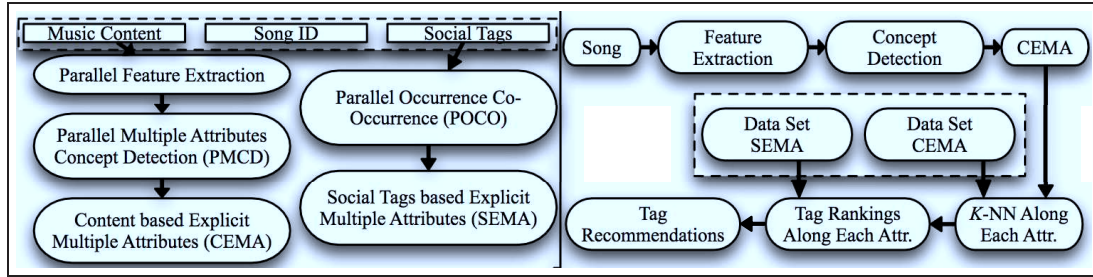 Music Content
Song ID
Social Tags
Parallel Feature Extraction
Parallel Multiple Attributes
Concept Detection (PMCD)
Content based Explicit
Multiple Attributes (CEMA)
Parallel Occurrence Co-
Occurrence (POCO)
Social Tags based Explicit
Multiple Attributes (SEMA)
Song
Feature
Extraction
Concept
Detection
CEMA
Data Set
SEMA
Data Set
CEMA
Tag
Recommendations
Tag Rankings
Along Each Attr.
K-NN Along
Each Attr.